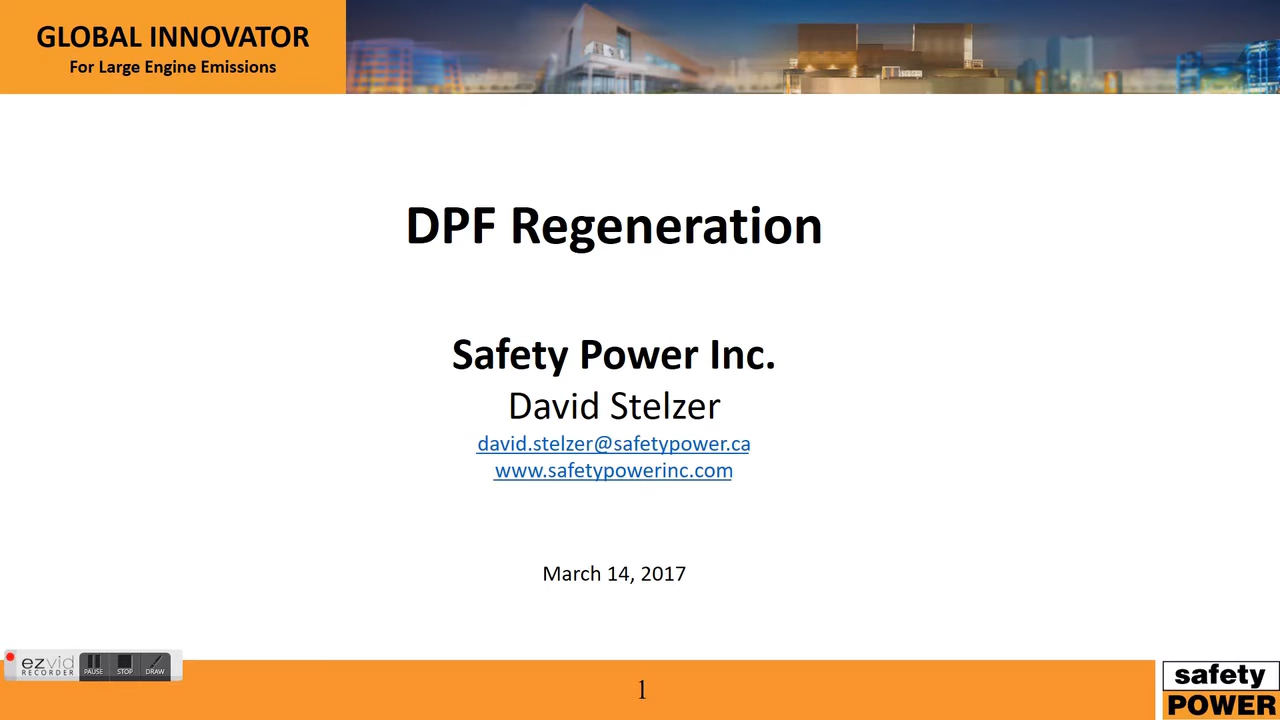 GLOBAL INNOVATOR
For Large Engine Emissions
DPF Regeneration
Safety Power Inc.
David Stelzer
david.stelzer@safetypower.ca
www.safetypowerinc.com
March 14, 2017
ezvid
RECORDER
PAUSE
STOP
DRAW
1
safety
POWER